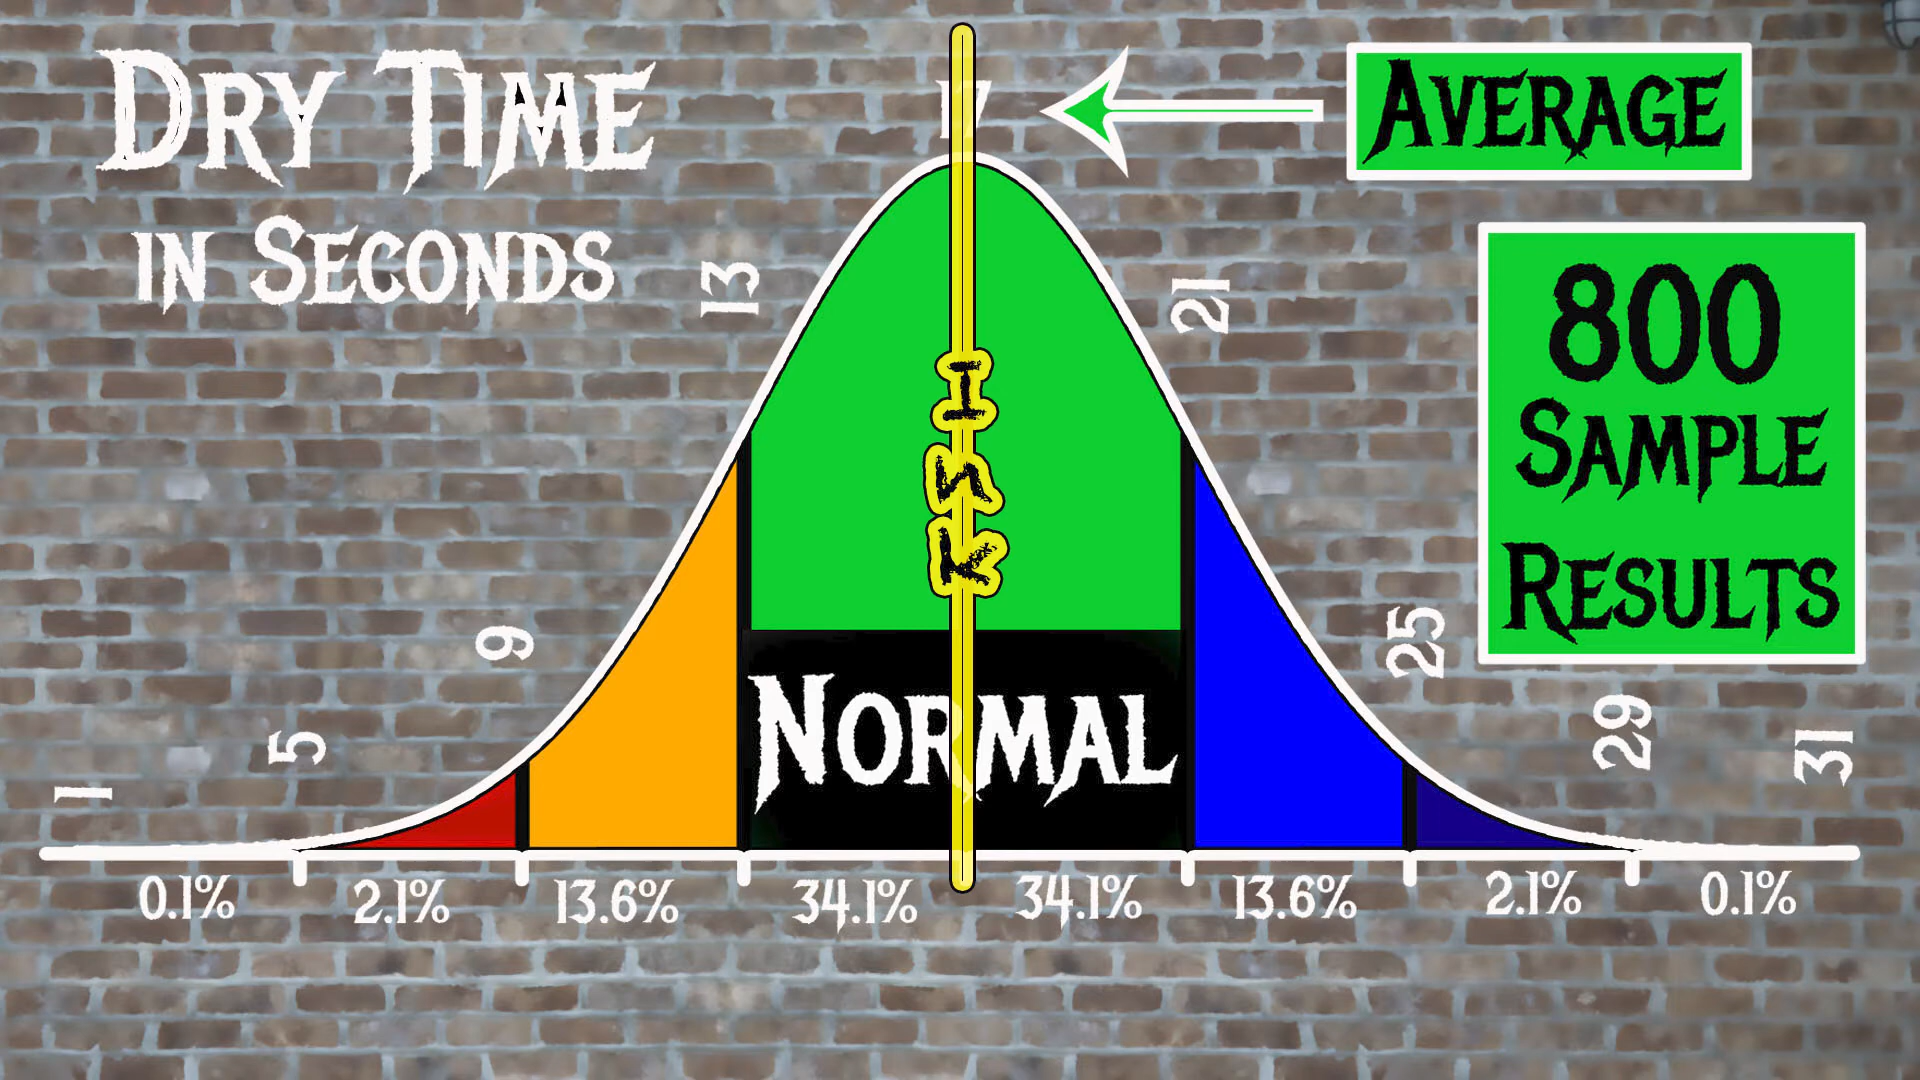 Dry Time
in Seconds
Average
800
Sample
Results
13
21
9
25
5
29
1
31
INK
Normal
0.1% 2.1% 13.6% 34.1% 34.1% 13.6% 2.1% 0.1%